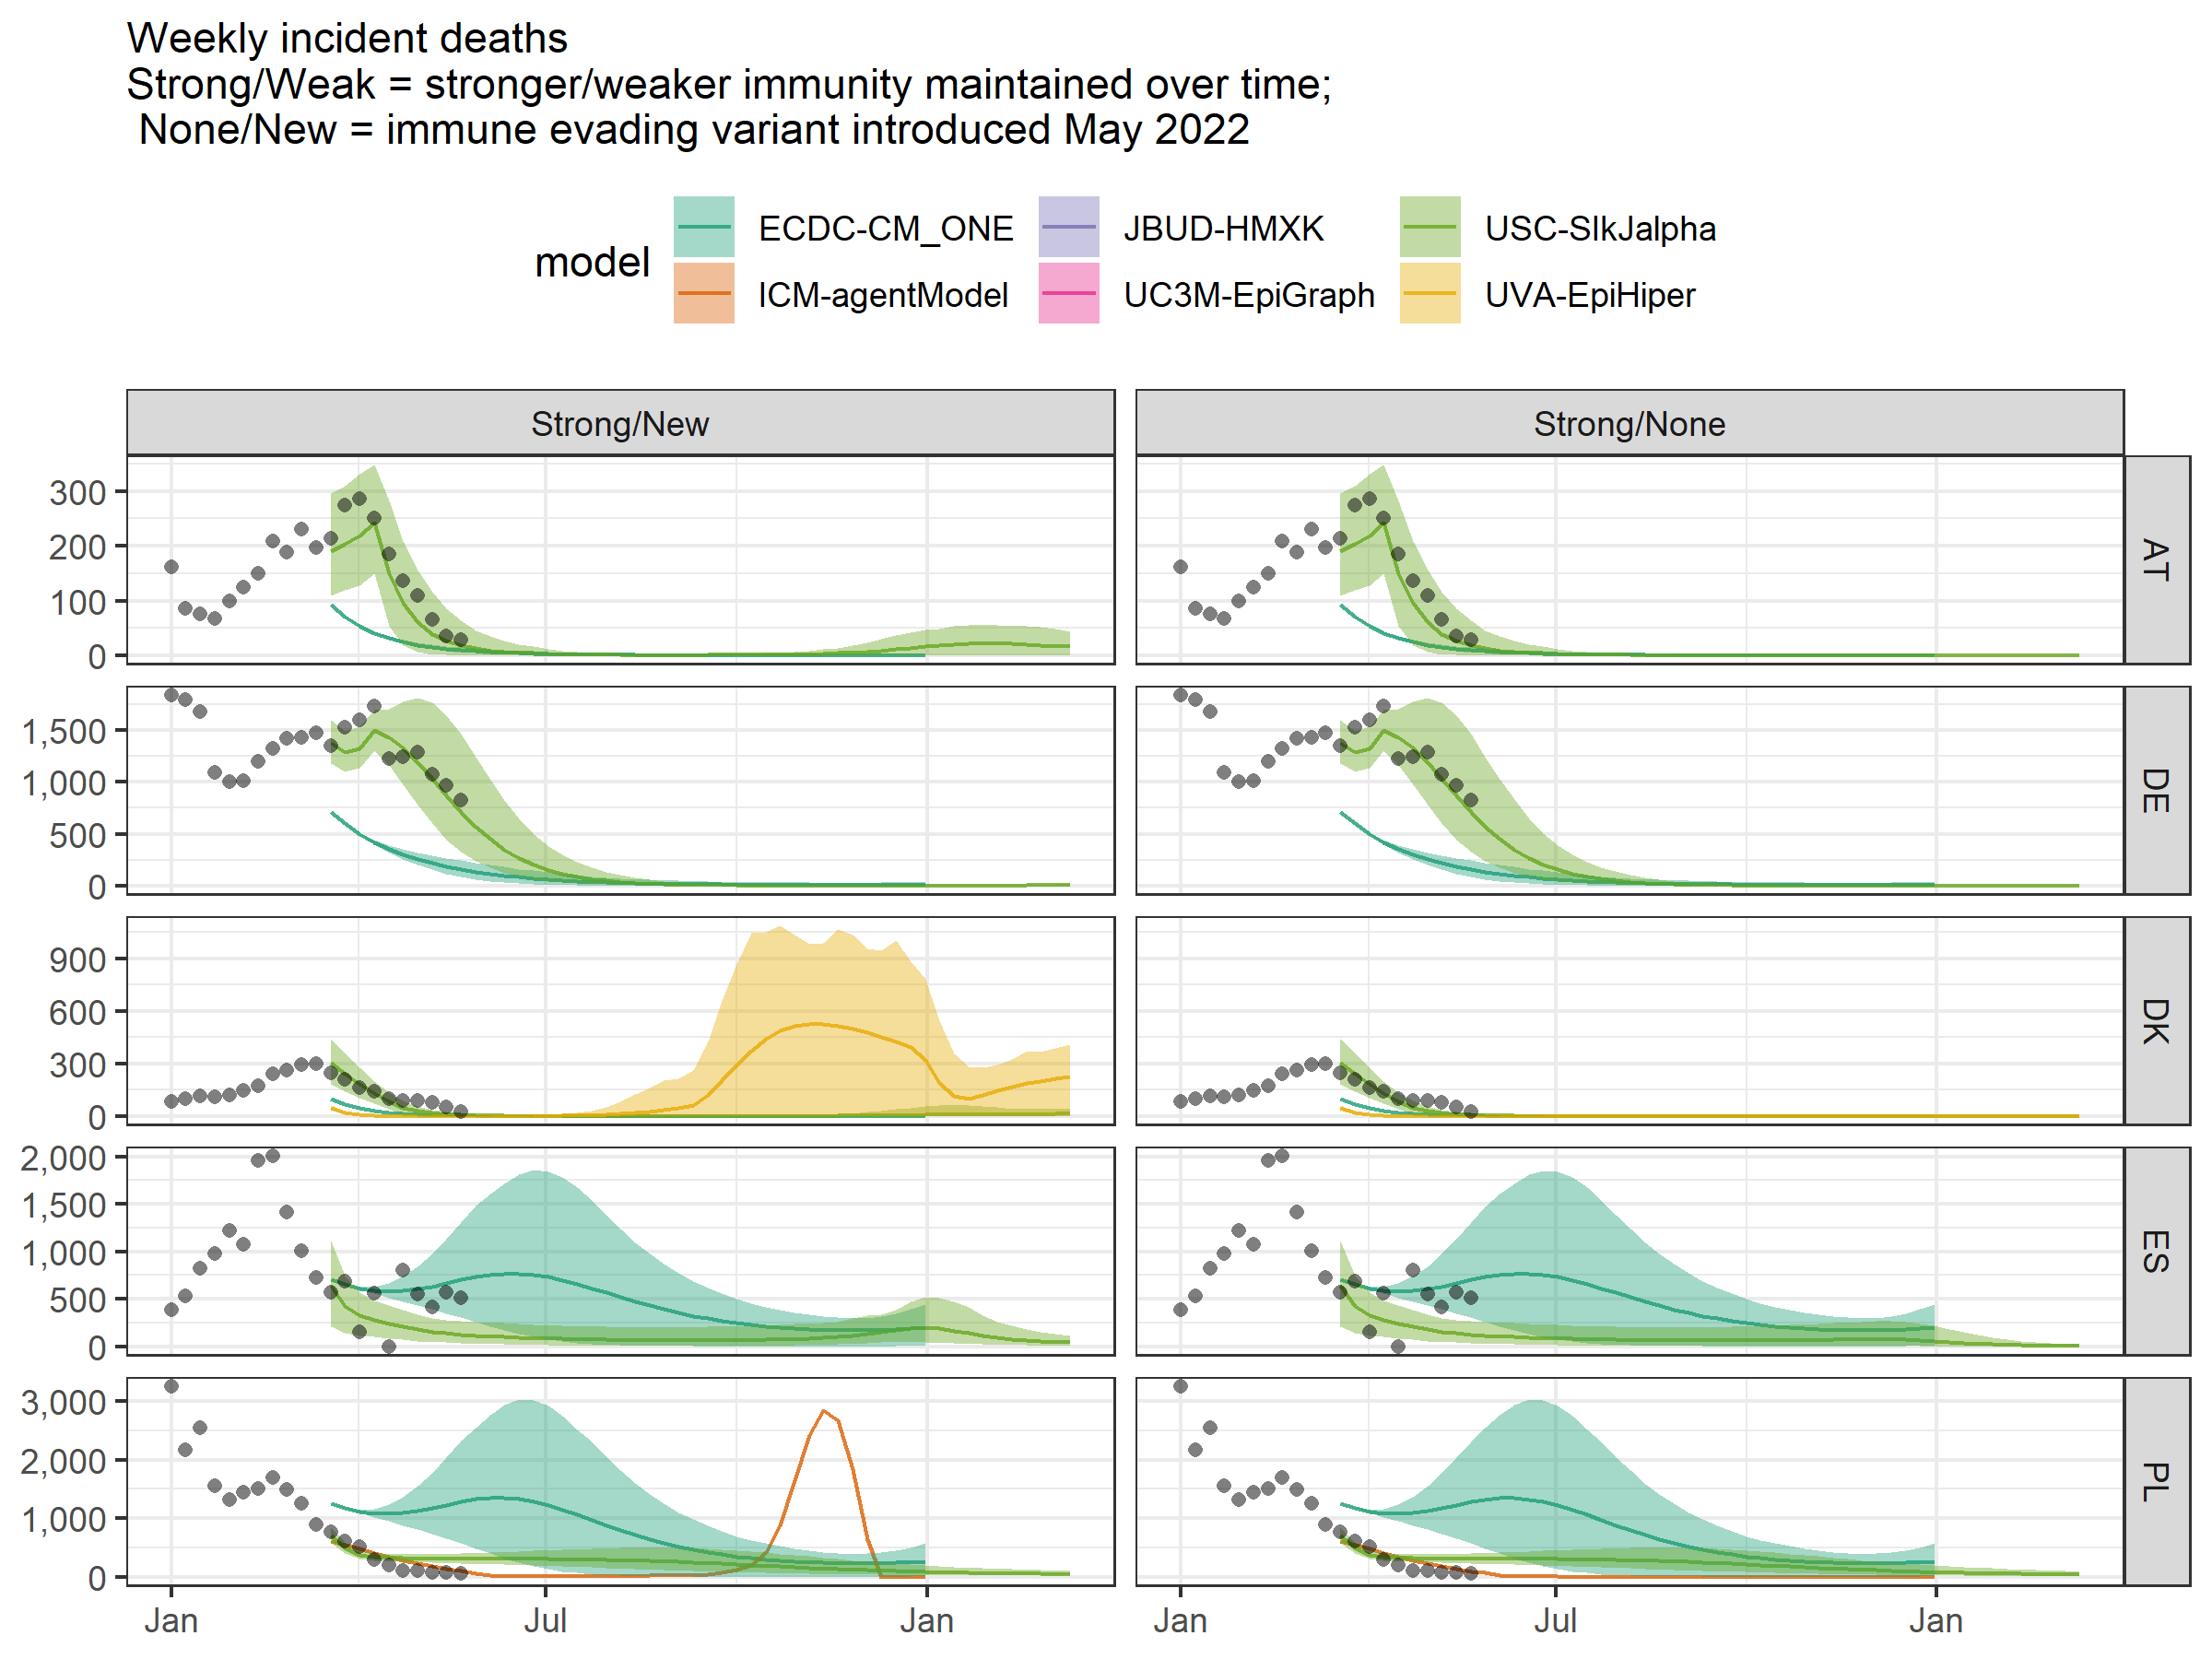 Weekly incident deaths
Strong/Weak = stronger/weaker immunity maintained over time;
None/New = immune evading variant introduced May 2022
model
ECDC-CM_ONE
JBUD-HMXK
USC-SIkJalpha
ICM-agentModel
UC3M-EpiGraph
UVA-EpiHiper
Strong/New
Strong/None
300
200
100
0
AT
1,500
1,000
500
0
DE
900
600
300
0
DK
2,000
1,500
1,000
500
0
ES
3,000
2,000
1,000
0
PL
Jan
Jul
Jan
Jan
Jul
Jan